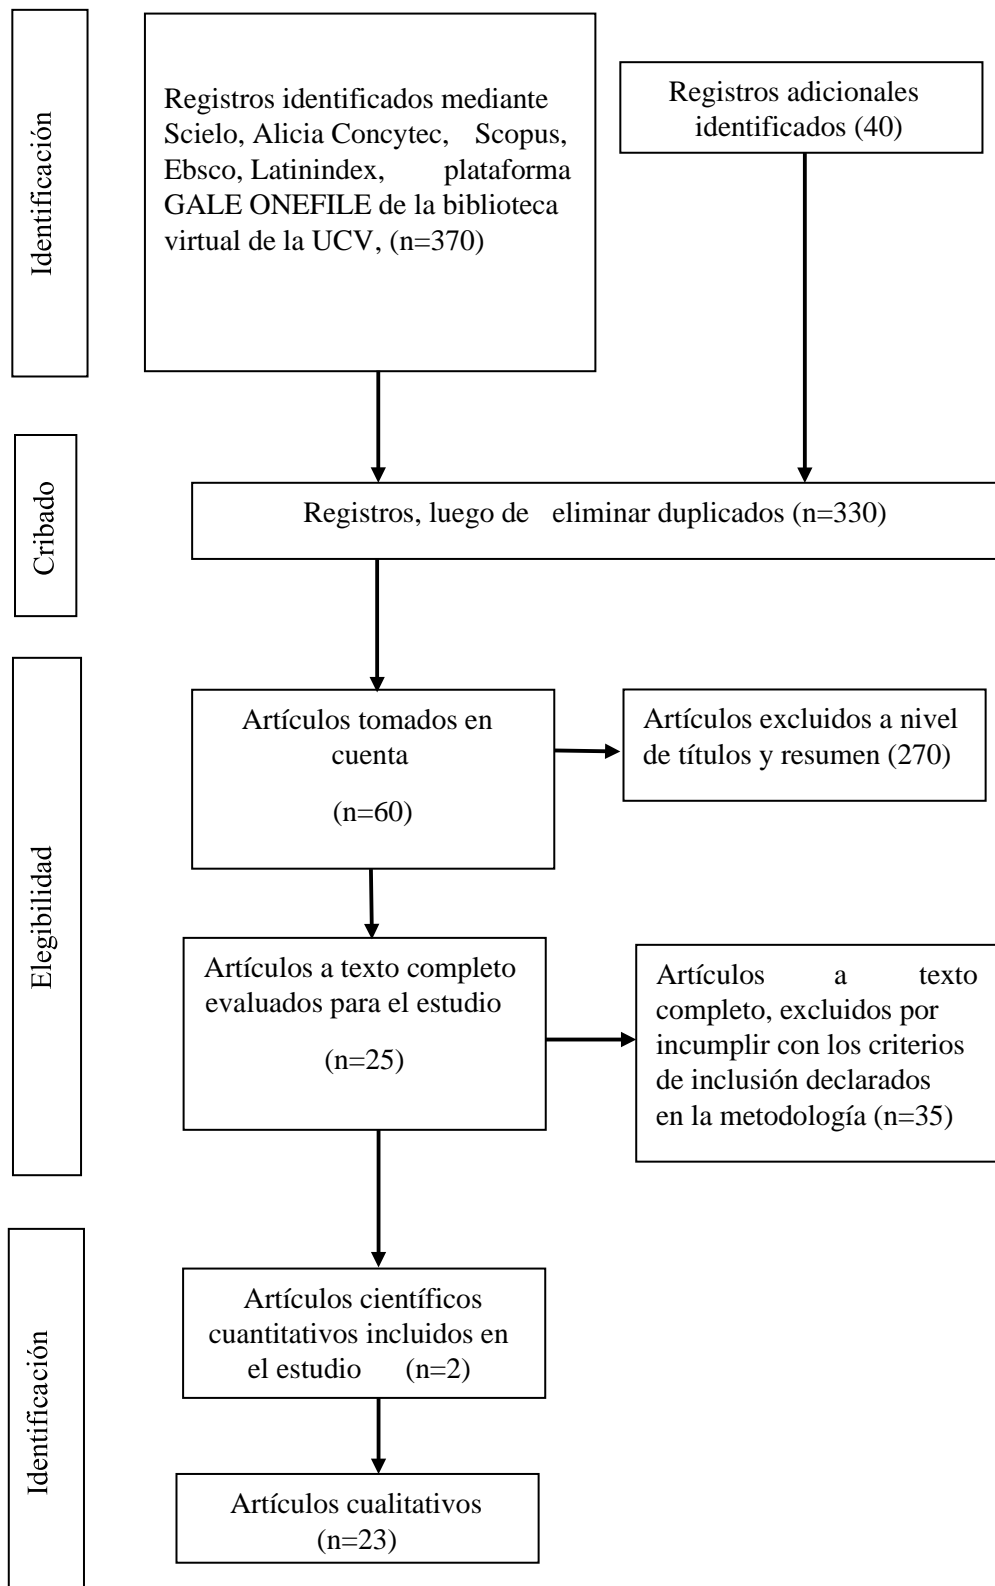 Identificación
Registros identificados mediante
Scielo, Alicia Concytec, Scopus,
Ebsco, Latinindex, plataforma
GALE ONEFILE de la biblioteca
virtual de la UCV, (n=370)
Registros adicionales
identificados (40)
Cribado
Registros, luego de eliminar duplicados (n=330)
Elegibilidad
Artículos tomados en
cuenta
(n=60)
Artículos excluidos a nivel
de títulos y resumen (270)
Artículos a texto completo
evaluados para el estudio
(n=25)
Artículos a texto
completo, excluidos por
incumplir con los criterios
de inclusión declarados
en la metodología (n=35)
Identificación
Artículos científicos
cuantitativos incluidos en
el estudio (n=2)
Artículos cualitativos
(n=23)